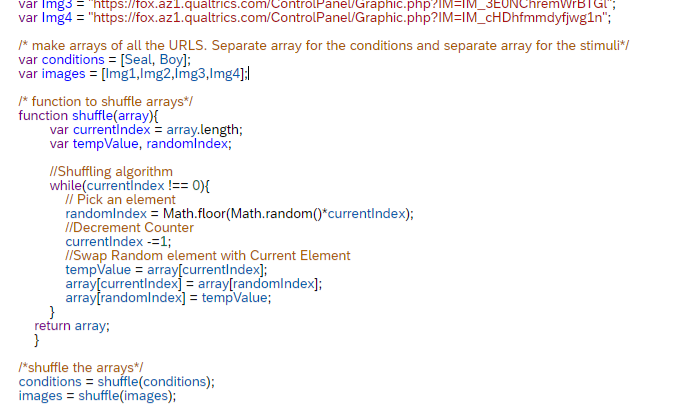 var Img3 = "https://fox.az1.qualtrics.com/ControlPanel/Graphic.php?IM=IM_3E0NChremWrBTGl";
var Img4 = "https://fox.az1.qualtrics.com/ControlPanel/Graphic.php?IM=IM_cHDhfmmdyfjwg1n";
/* make arrays of all the URLS. Separate array for the conditions and separate array for the stimuli*/
var conditions = [Seal, Boy];
var images = [Img1,Img2,Img3,Img4];
/* function to shuffle arrays*/
function shuffle(array){
var currentIndex = array.length;
var tempValue, randomIndex;
//Shuffling algorithm
while(currentIndex !== 0){
// Pick an element
randomIndex = Math.floor(Math.random()*currentIndex);
//Decrement Counter
currentIndex -=1;
//Swap Random element with Current Element
tempValue = array[currentIndex];
array[currentIndex] = array[randomIndex];
array[randomIndex] = tempValue;
}
return array;
}
/*shuffle the arrays*/
conditions = shuffle(conditions);
images = shuffle(images);